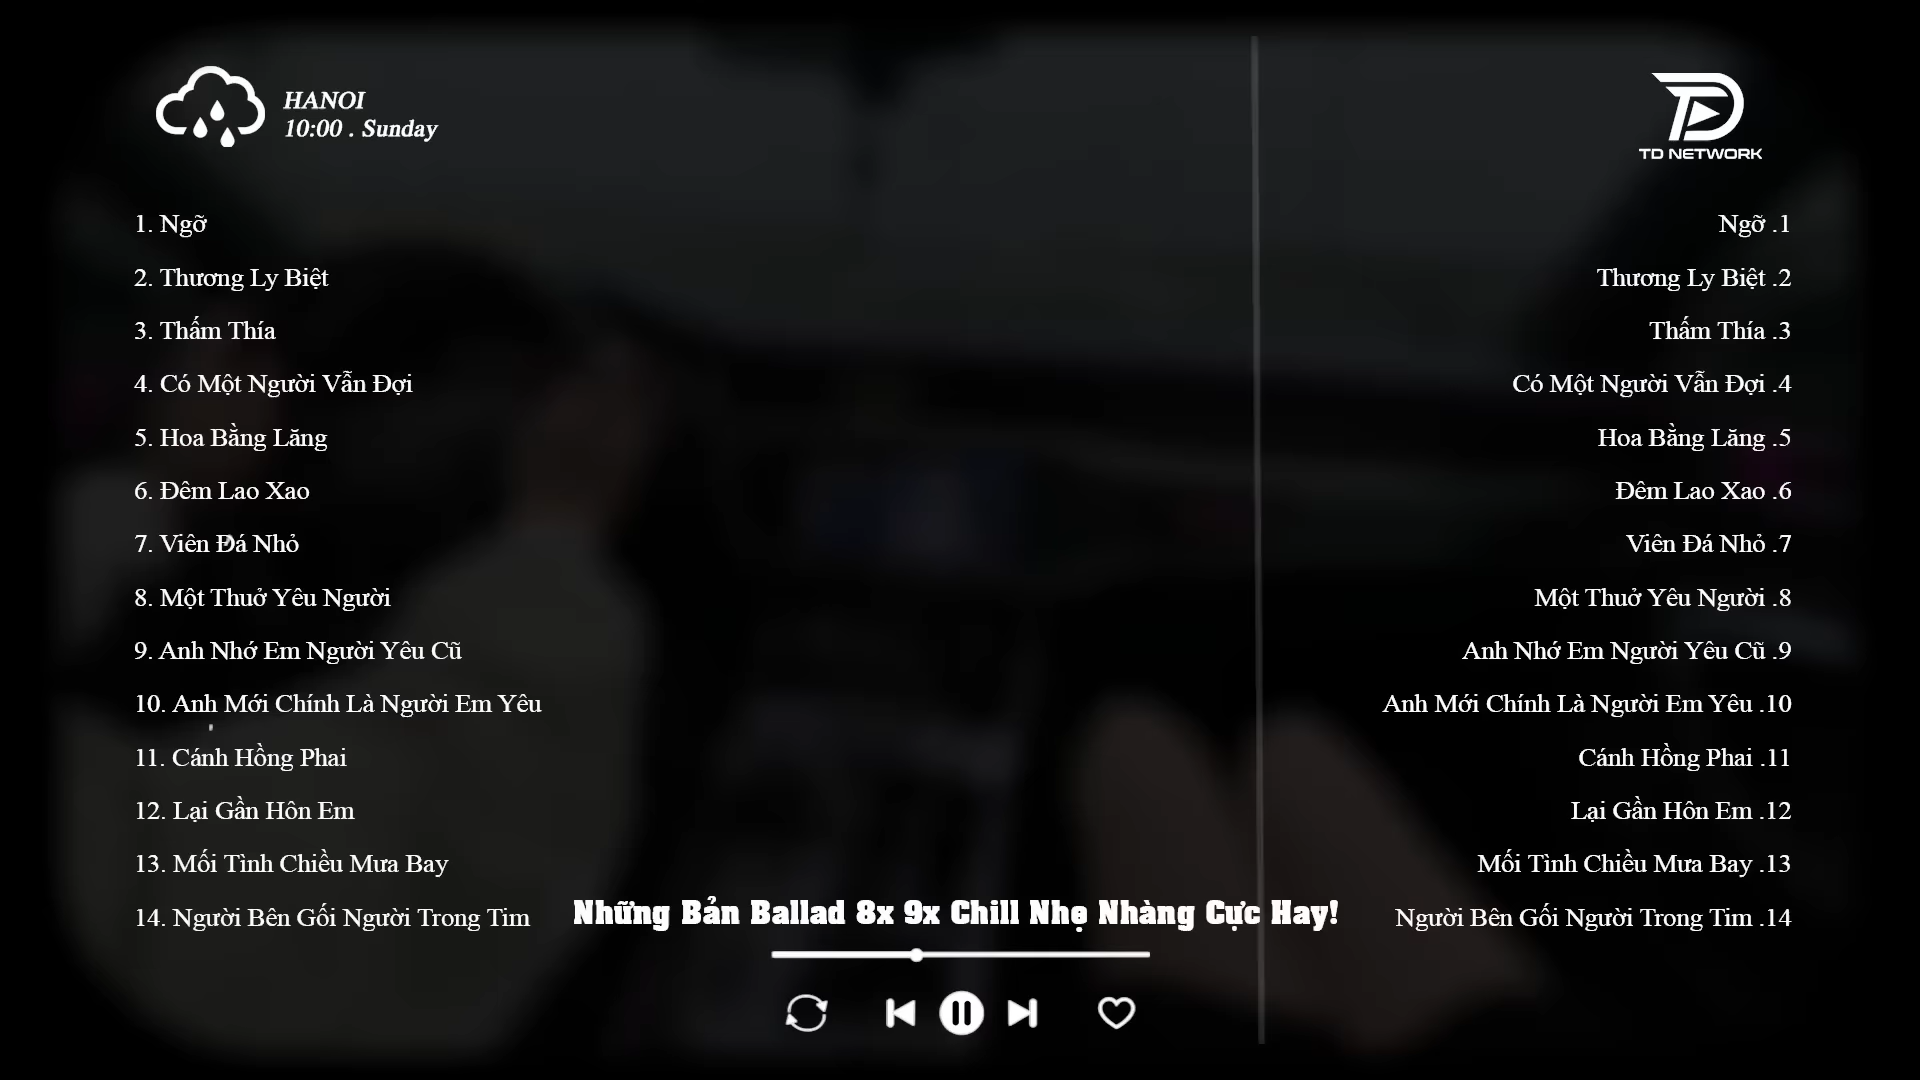 HANOI
10:00 . Sunday
TD NETWORK
1. Ngỡ
2. Thương Ly Biệt
3. Thấm Thía
4. Có Một Người Vẫn Đợi
5. Hoa Bằng Lăng
6. Đêm Lao Xao
7. Viên Đá Nhỏ
8. Một Thuở Yêu Người
9. Anh Nhớ Em Người Yêu Cũ
10. Anh Mới Chính Là Người Em Yêu
11. Cánh Hồng Phai
12. Lại Gần Hôn Em
13. Mối Tình Chiều Mưa Bay
14. Người Bên Gối Người Trong Tim
Ngỡ .1
Thương Ly Biệt .2
Thấm Thía .3
Có Một Người Vẫn Đợi .4
Hoa Bằng Lăng .5
Đêm Lao Xao .6
Viên Đá Nhỏ .7
Một Thuở Yêu Người .8
Anh Nhớ Em Người Yêu Cũ .9
Anh Mới Chính Là Người Em Yêu .10
Cánh Hồng Phai .11
Lại Gần Hôn Em .12
Mối Tình Chiều Mưa Bay .13
Người Bên Gối Người Trong Tim .14
Những Bản Ballad 8x 9x Chill Nhẹ Nhàng Cực Hay!